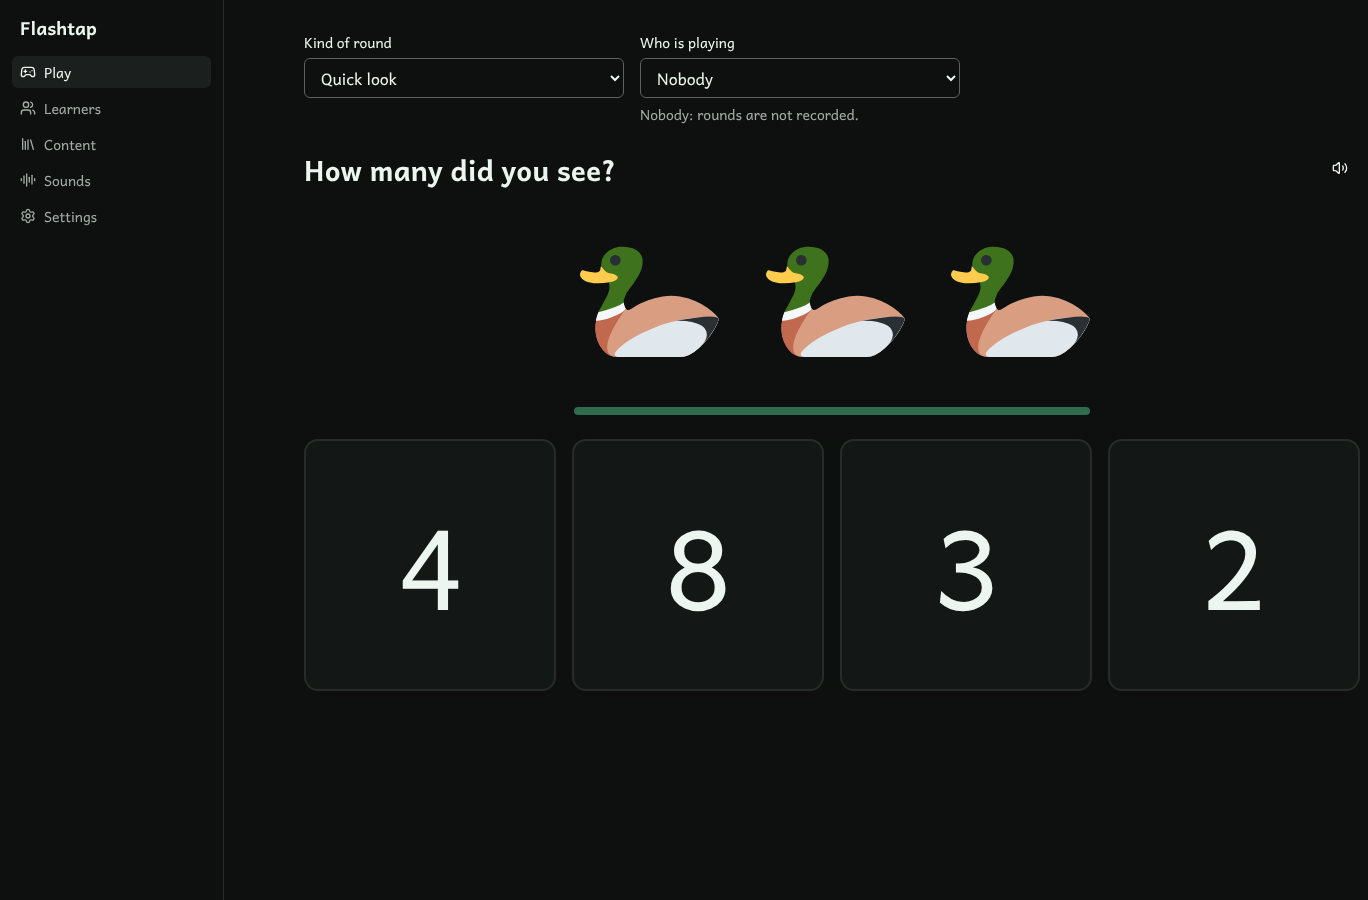 Flashtap
Play
Learners
Content
Sounds
Settings
Kind of round
Quick look
Who is playing
Nobody
Nobody: rounds are not recorded.
How many did you see?
4
8
3
2